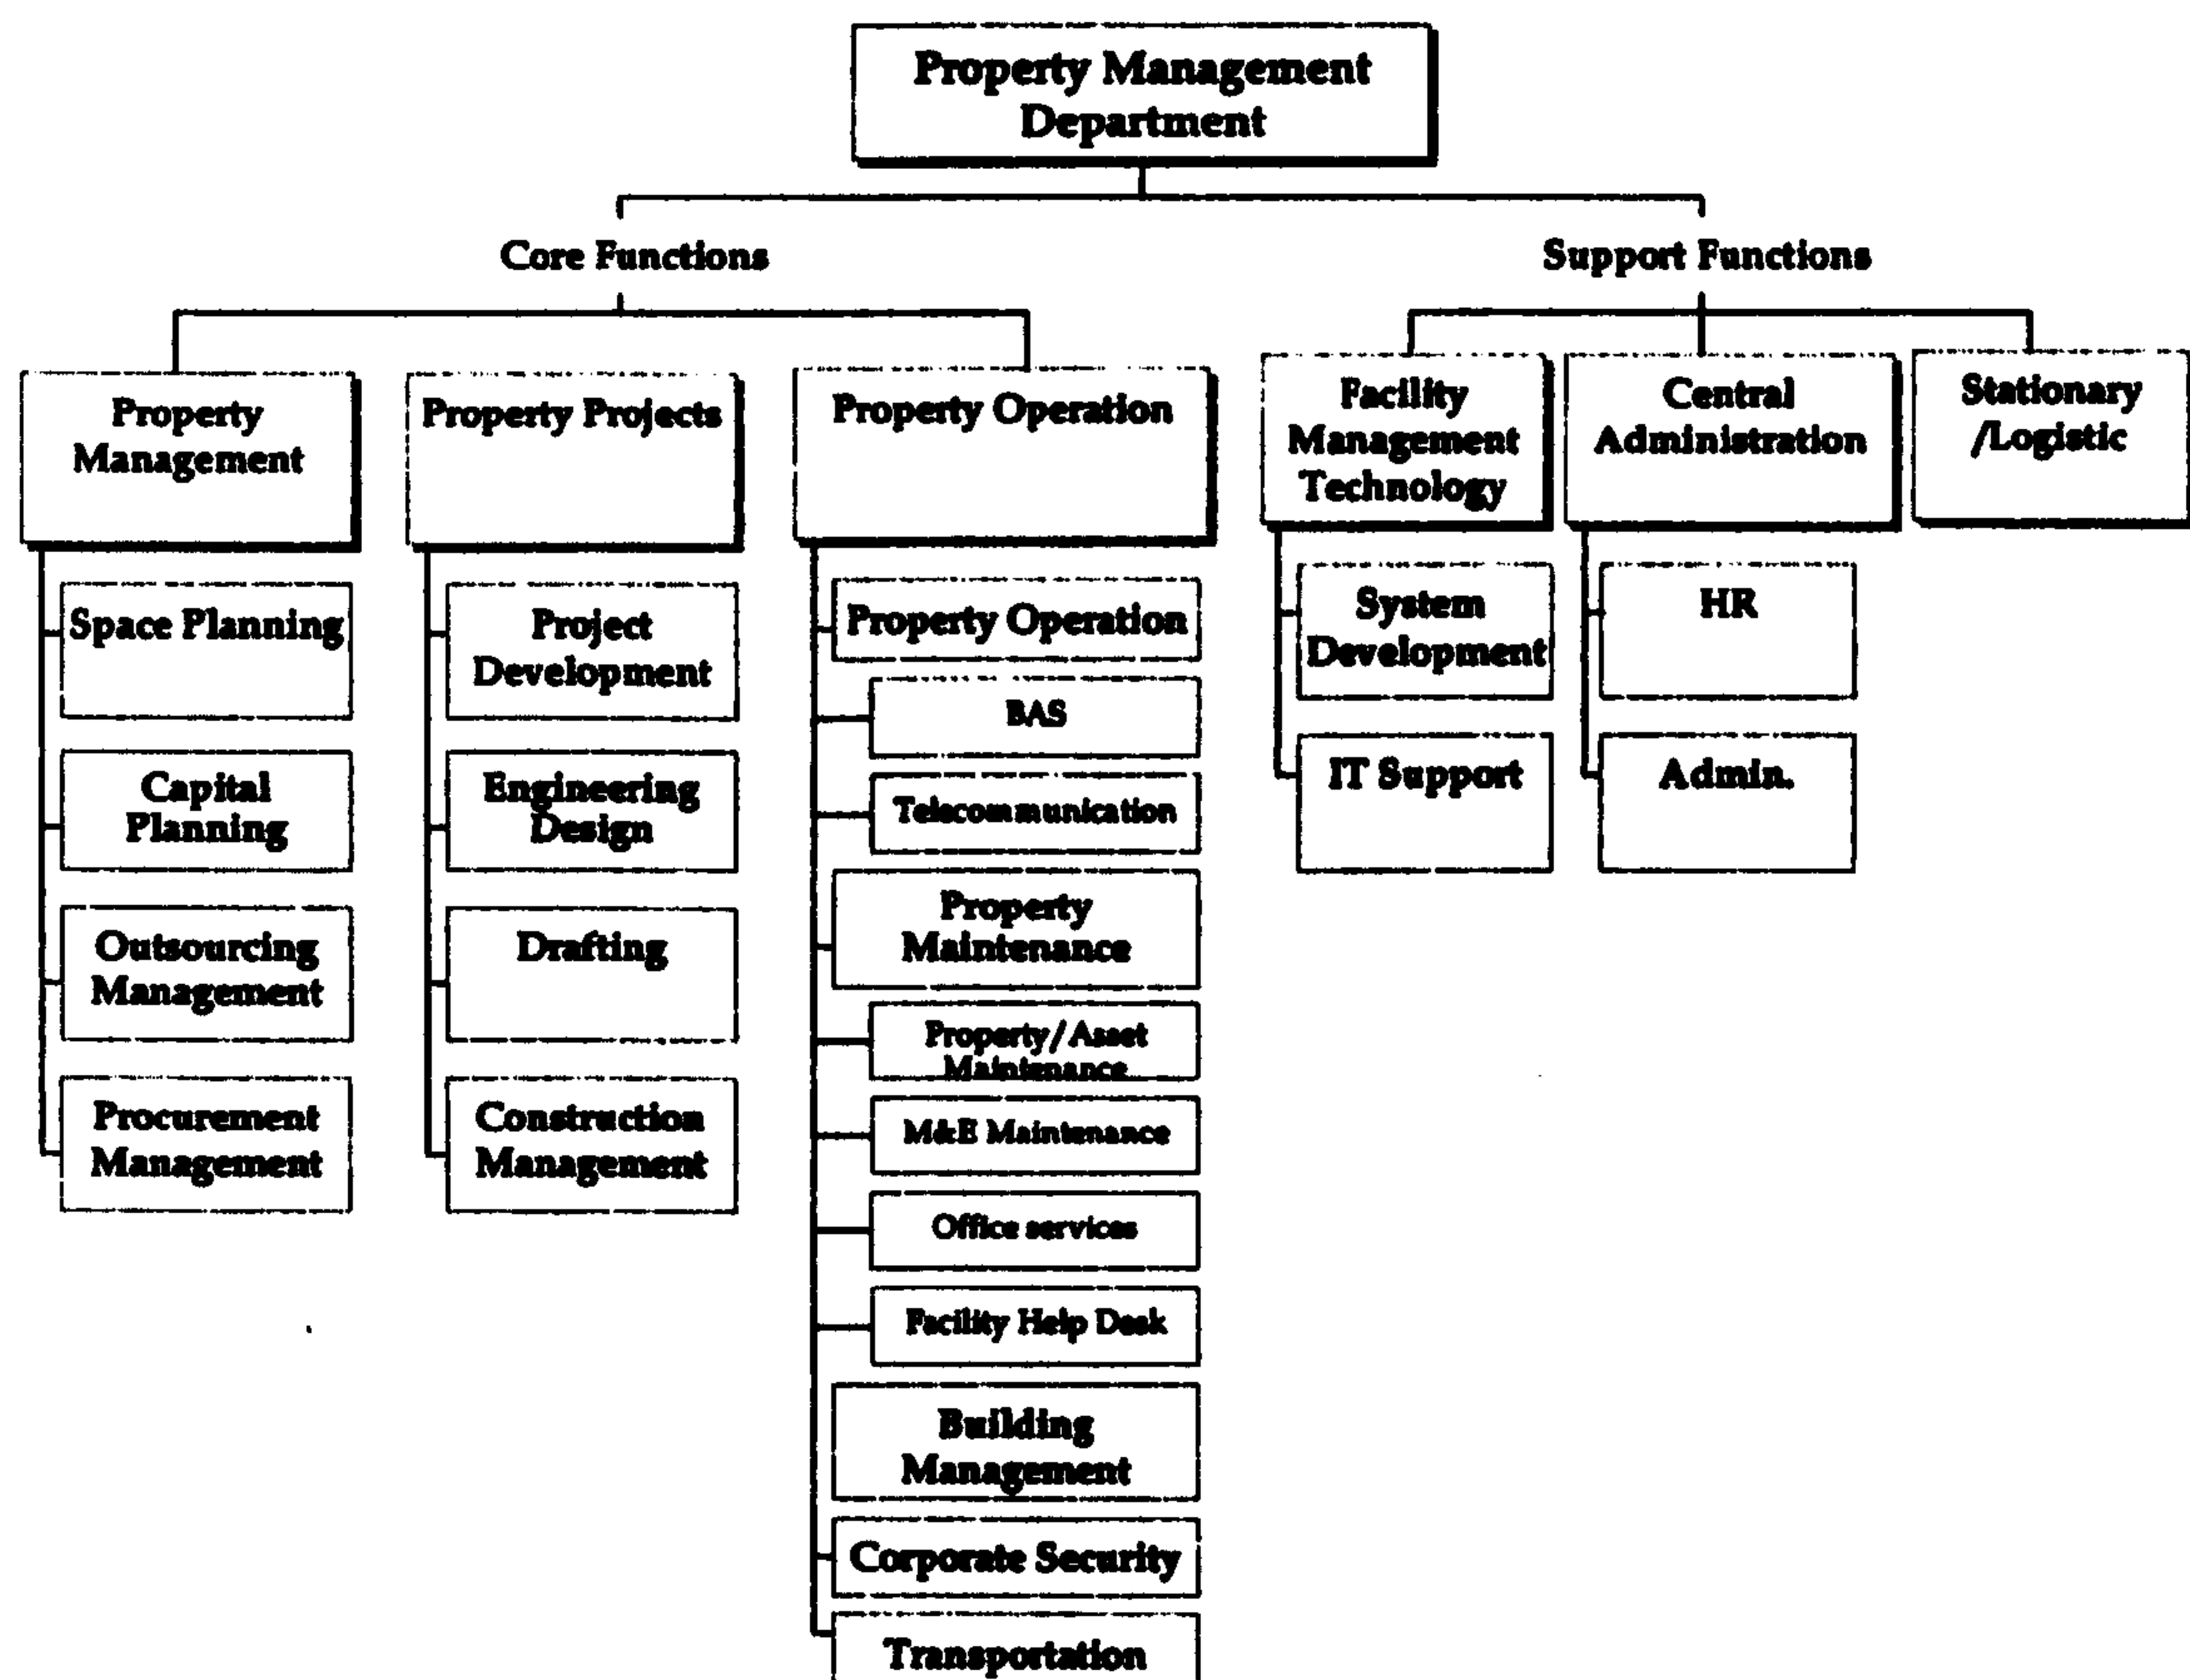 Property Management
Department
Core Functions
Support Functions
Property
Management
Property Projects
Property Operation
Facility
Management
Technology
Central
Administration
Stationary
/Logistic
Space Planning
Capital
Planning
Outsourcing
Management
Procurement
Management
Project
Development
Engineering
Design
Drafting
Construction
Management
Property Operation
BAS
Telecommunication
Property
Maintenance
Property/Asset
Maintenance
M&E Maintenance
Office services
Facility Help Desk
Building
Management
Corporate Security
Transportation
System
Development
IT Support
HR
Admin.